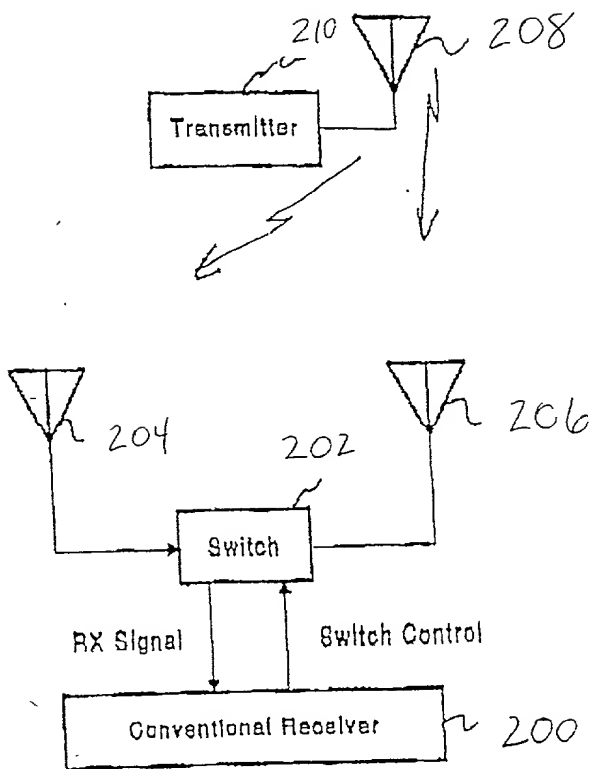 210
208
Transmitter
204
206
202
Switch
RX Signal
Switch Control
Conventional Receiver
200